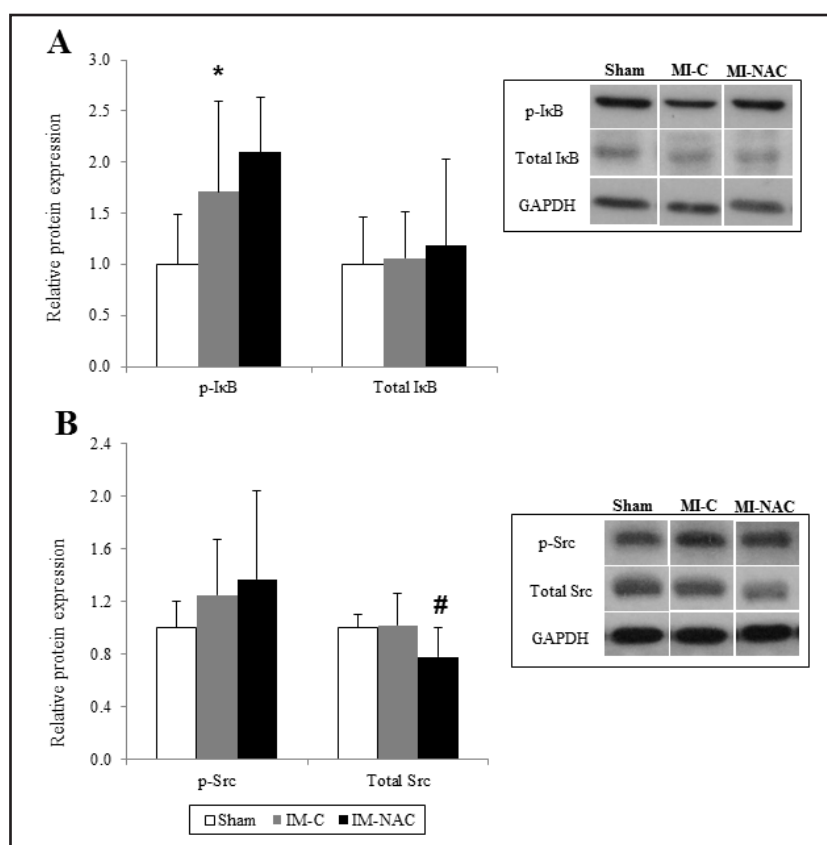 A
3.0
2.5
2.0
1.5
1.0
0.5
0.0
Relative protein expression
*
p-IκB
Total IκB
Sham MI-C MI-NAC
p-IκB
Total IκB
GAPDH
B
2.4
2.0
1.6
1.2
0.8
0.4
0.0
Relative protein expression
#
p-Src
Total Src
Sham IM-C IM-NAC
Sham MI-C MI-NAC
p-Src
Total Src
GAPDH